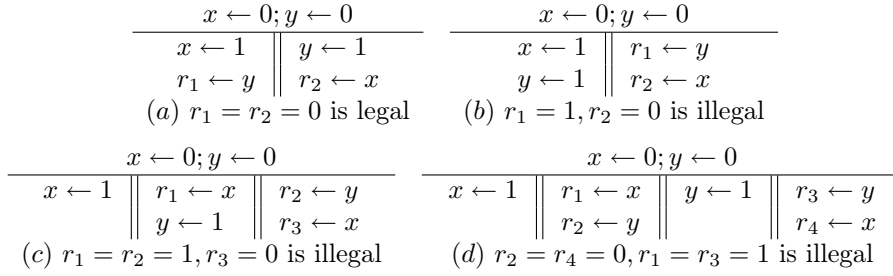 x ← 0; y ← 0
x ← 1 || y ← 1
r₁ ← y || r₂ ← x
(a) r₁ = r₂ = 0 is legal
x ← 0; y ← 0
x ← 1 || r₁ ← y
y ← 1 || r₂ ← x
(b) r₁ = 1, r₂ = 0 is illegal
x ← 0; y ← 0
x ← 1 || r₁ ← x || r₂ ← y
|| y ← 1 || r₃ ← x
(c) r₁ = r₂ = 1, r₃ = 0 is illegal
x ← 0; y ← 0
x ← 1 || r₁ ← x || y ← 1 || r₃ ← y
|| r₂ ← y || || r₄ ← x
(d) r₂ = r₄ = 0, r₁ = r₃ = 1 is illegal